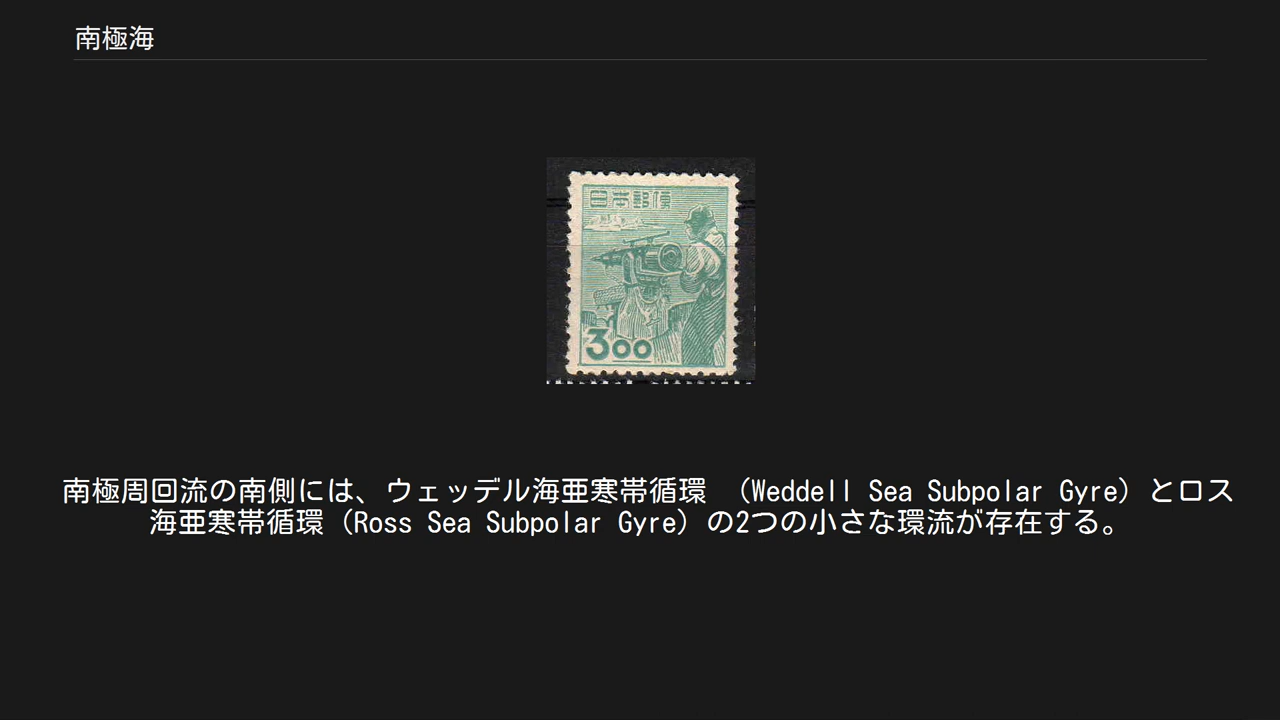 南極海
日本郵便
3.00
南極周回流の南側には、ウェッデル海亜寒帯循環 （Weddell Sea Subpolar Gyre）とロス
海亜寒帯循環（Ross Sea Subpolar Gyre）の2つの小さな環流が存在する。